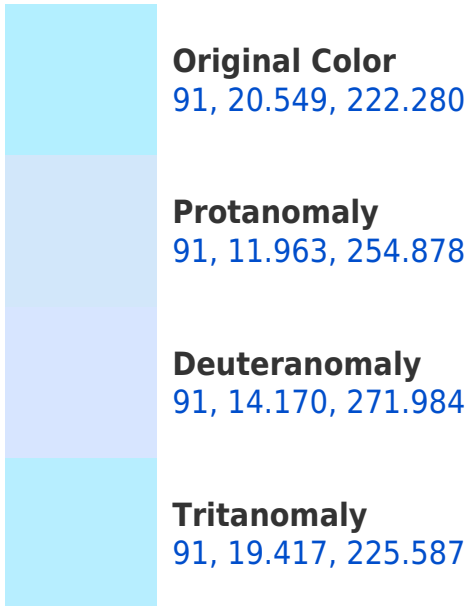 Original Color
91, 20.549, 222.280
Protanomaly
91, 11.963, 254.878
Deuteranomaly
91, 14.170, 271.984
Tritanomaly
91, 19.417, 225.587